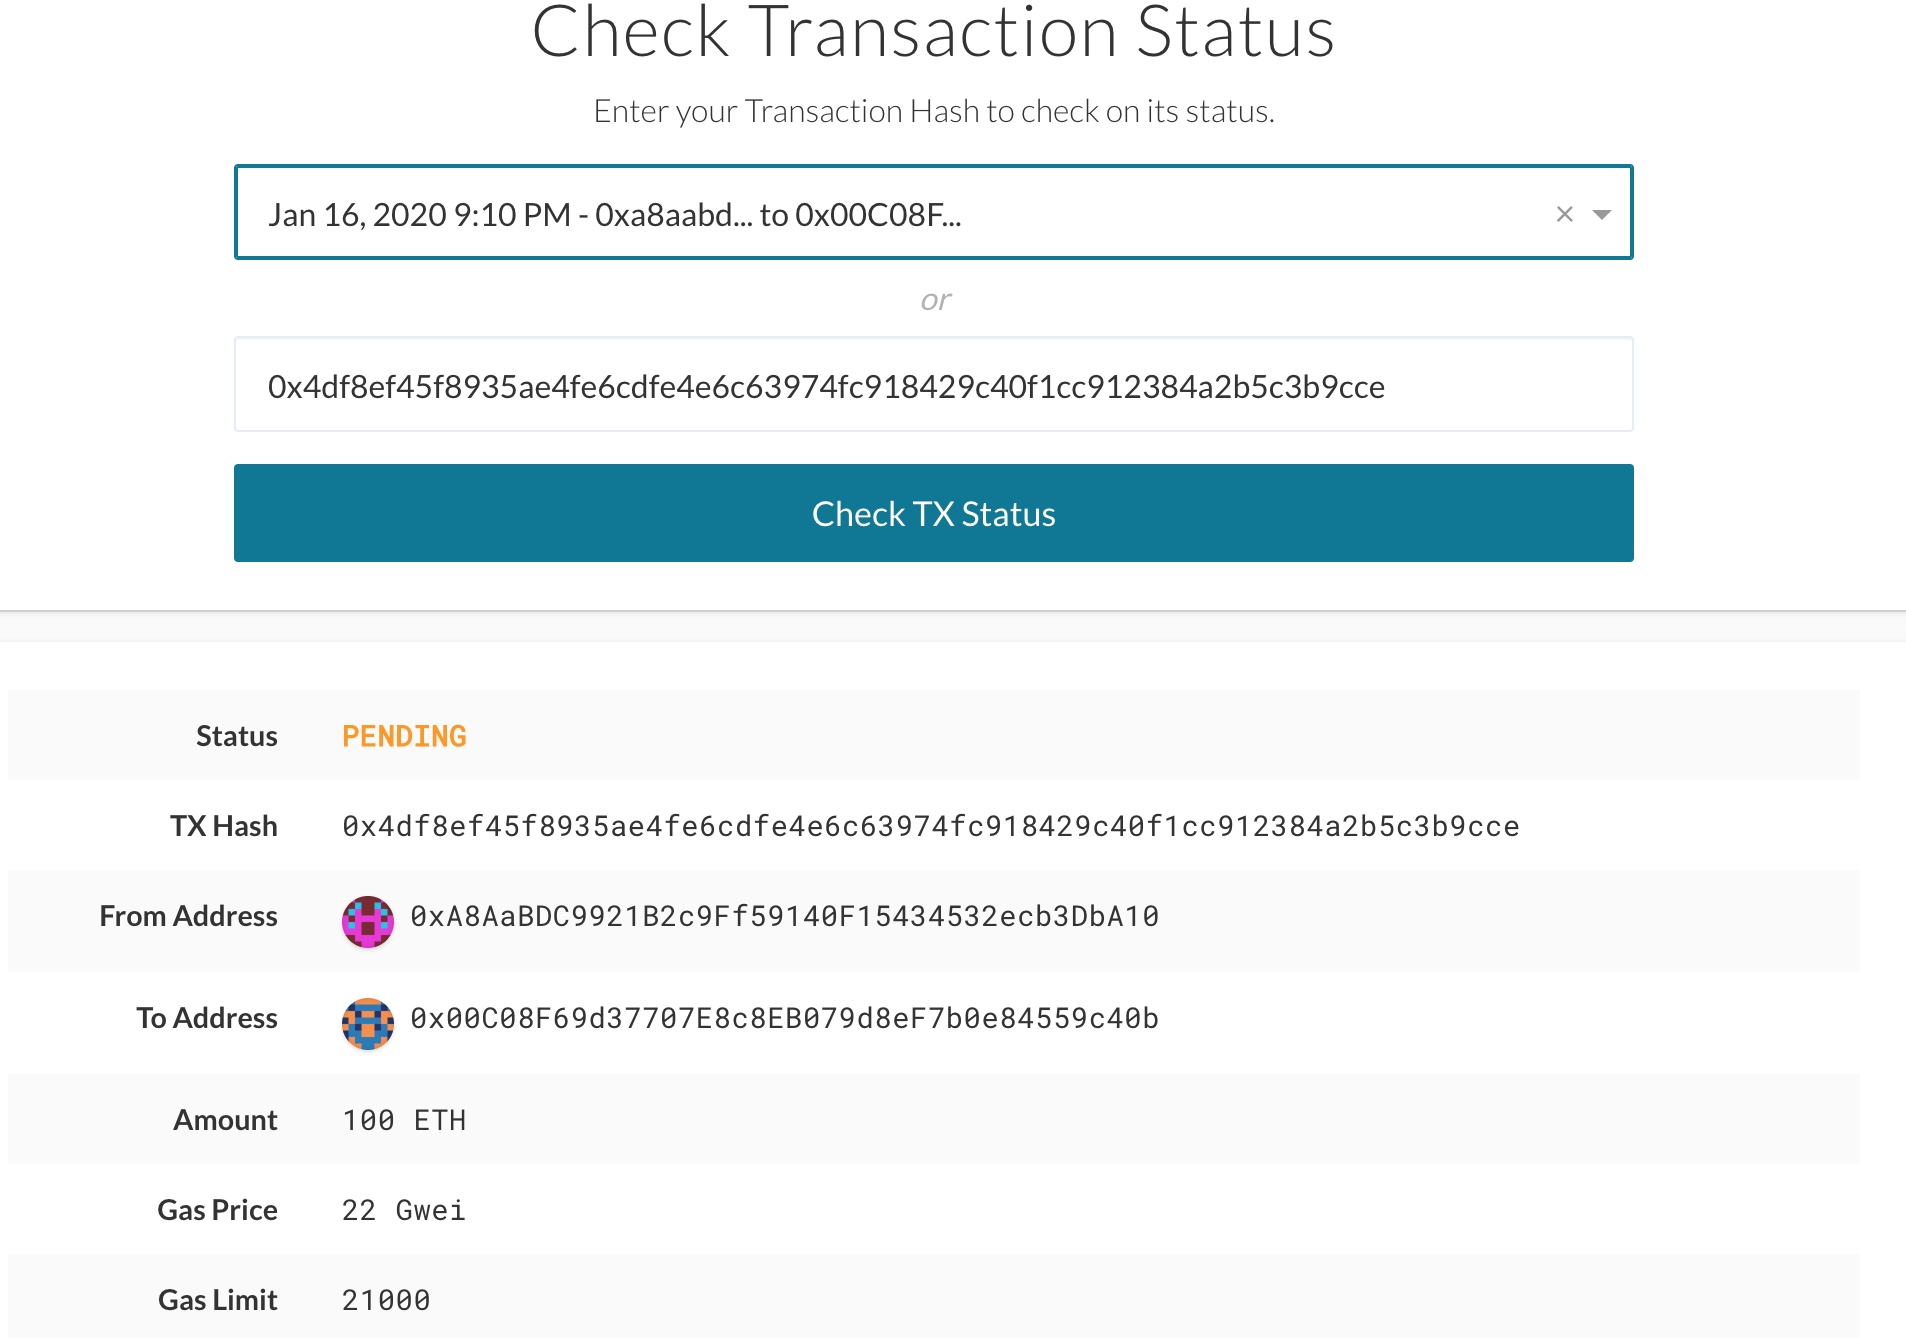 Check Transaction Status
Enter your Transaction Hash to check on its status.
Jan 16, 2020 9:10 PM - 0xa8aabd... to 0x00C08F...
or
0x4df8ef45f8935ae4fe6cdfe4e6c63974fc918429c40f1cc912384a2b5c3b9cce
Check TX Status
Status PENDING
TX Hash 0x4df8ef45f8935ae4fe6cdfe4e6c63974fc918429c40f1cc912384a2b5c3b9cce
From Address 0xA8AaBDC9921B2c9Ff59140F15434532ecb3DbA10
To Address 0x00C08F69d37707E8c8EB079d8eF7b0e84559c40b
Amount 100 ETH
Gas Price 22 Gwei
Gas Limit 21000